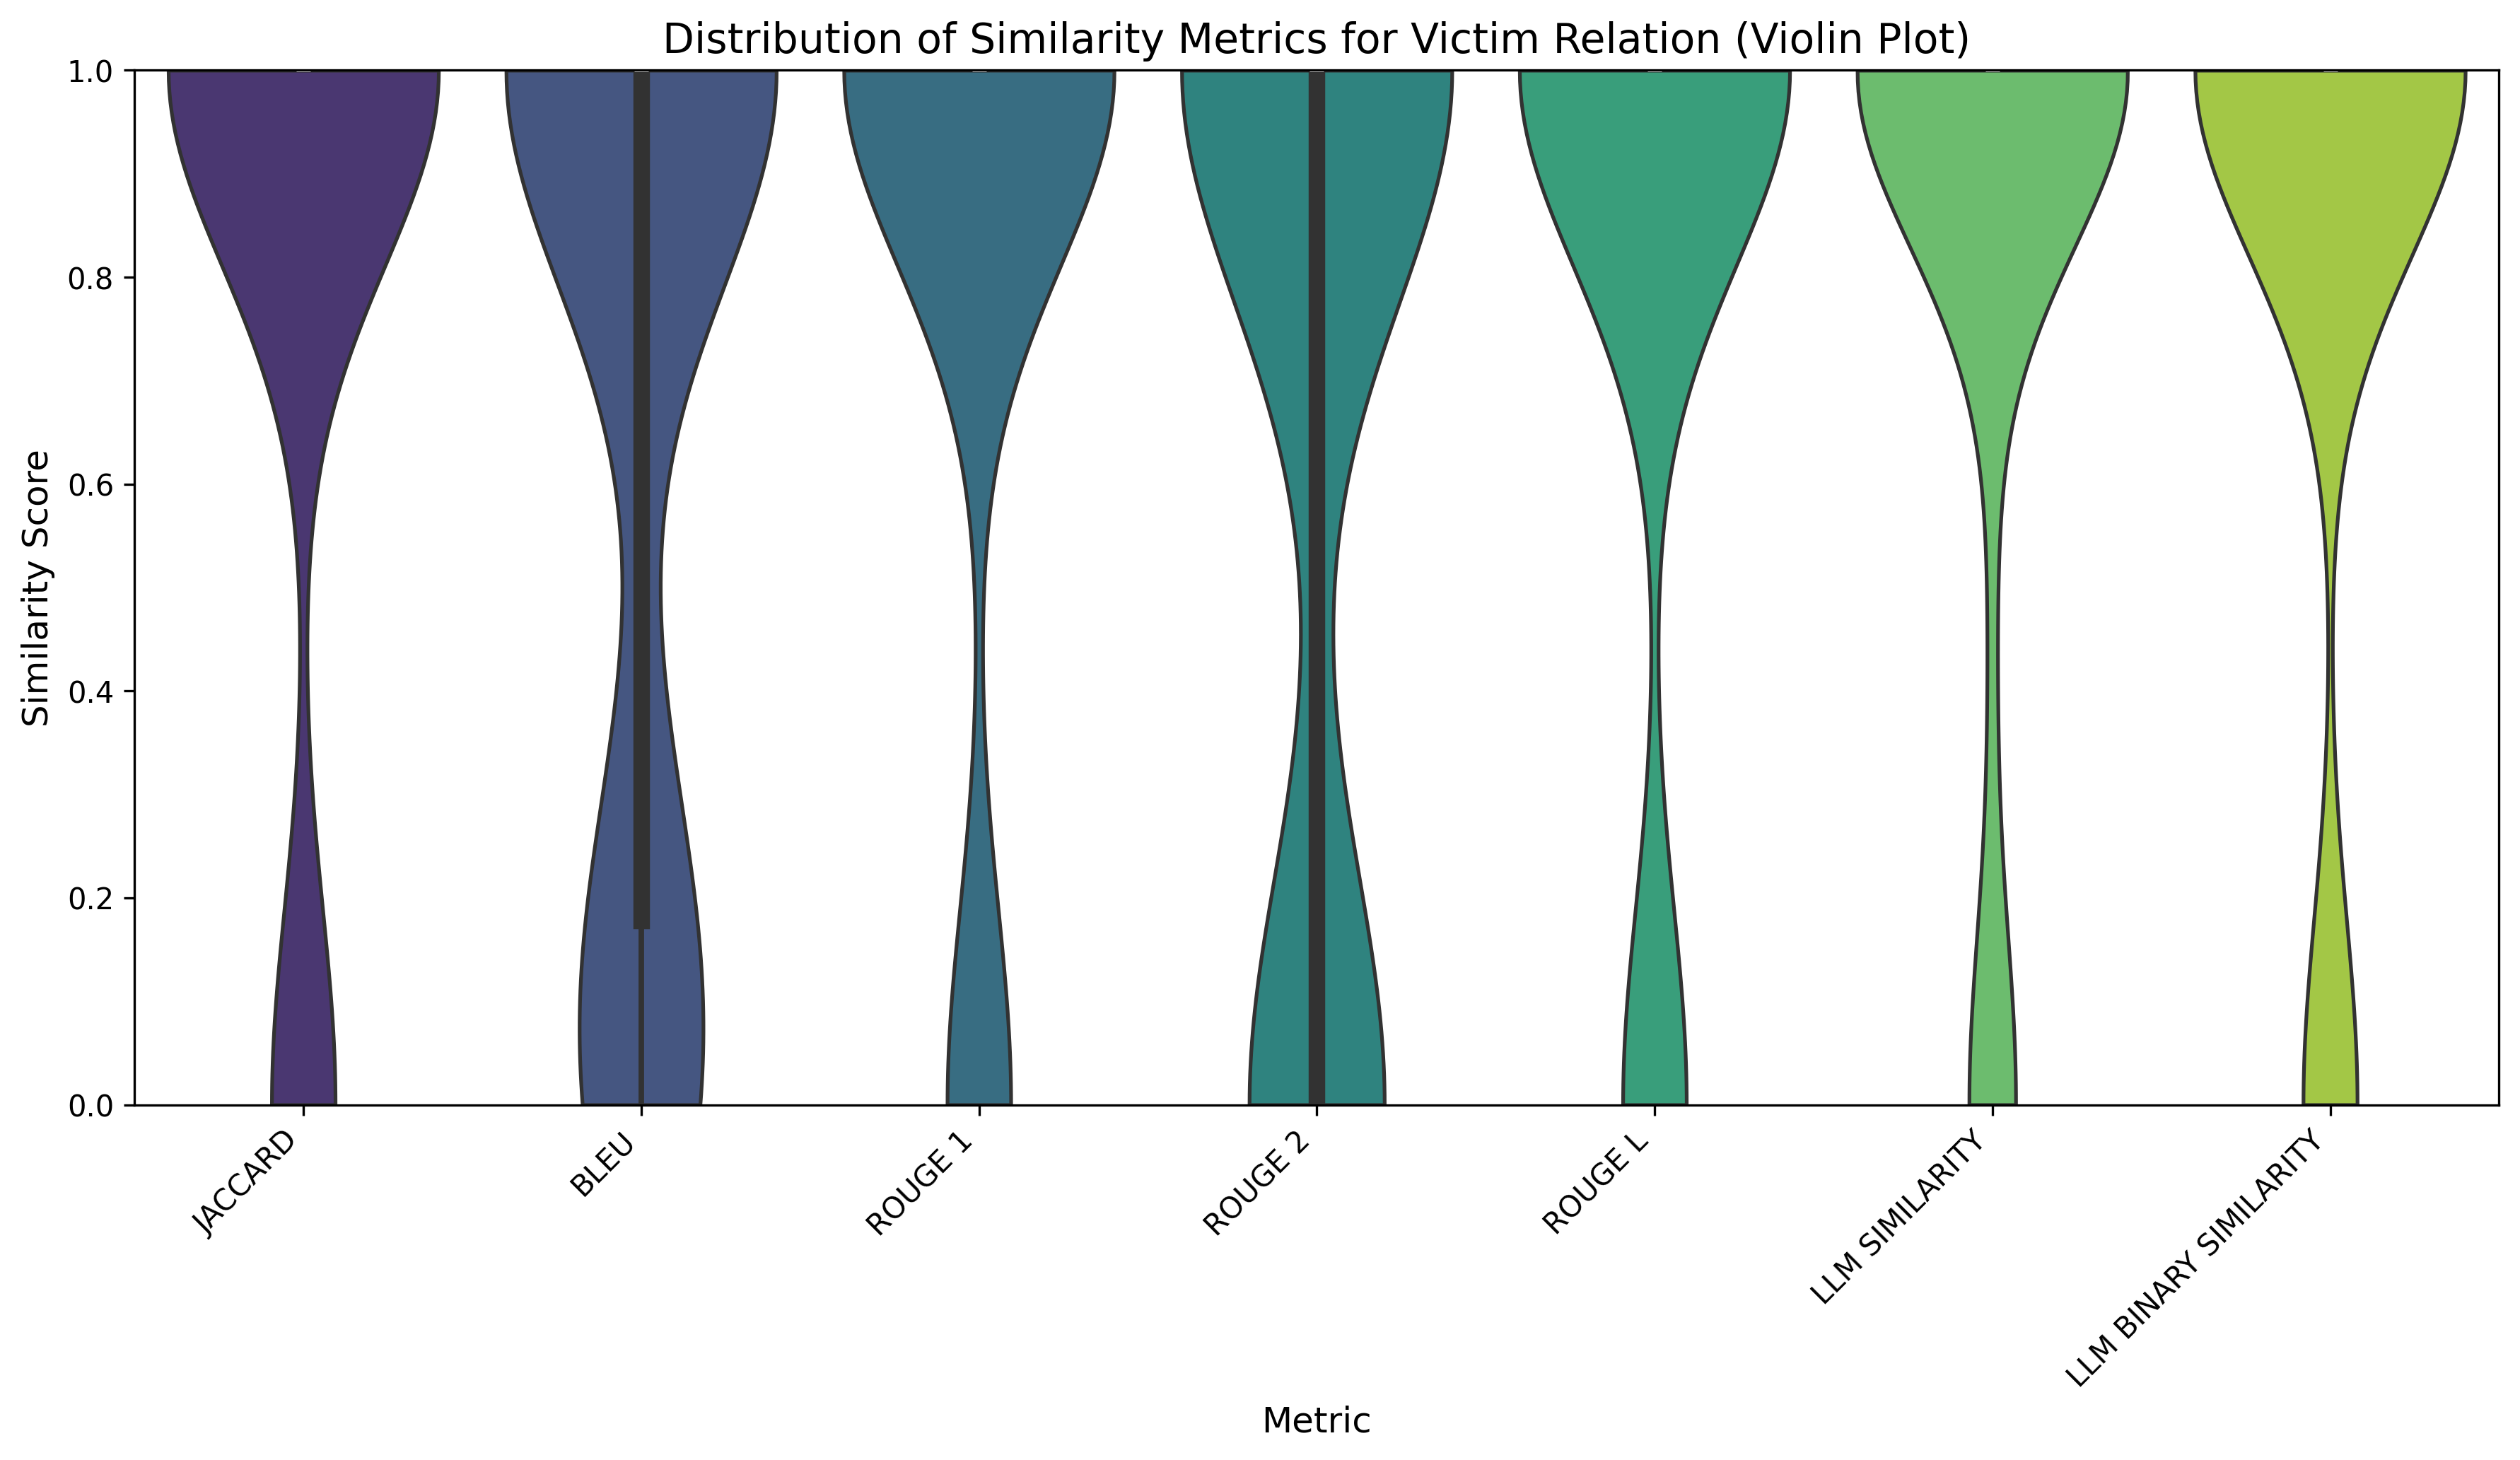 Distribution of Similarity Metrics for Victim Relation (Violin Plot)
Similarity Score
1.0
0.8
0.6
0.4
0.2
0.0
JACCARD
BLEU
ROUGE 1
ROUGE 2
ROUGE L
LLM SIMILARITY
LLM BINARY SIMILARITY
Metric